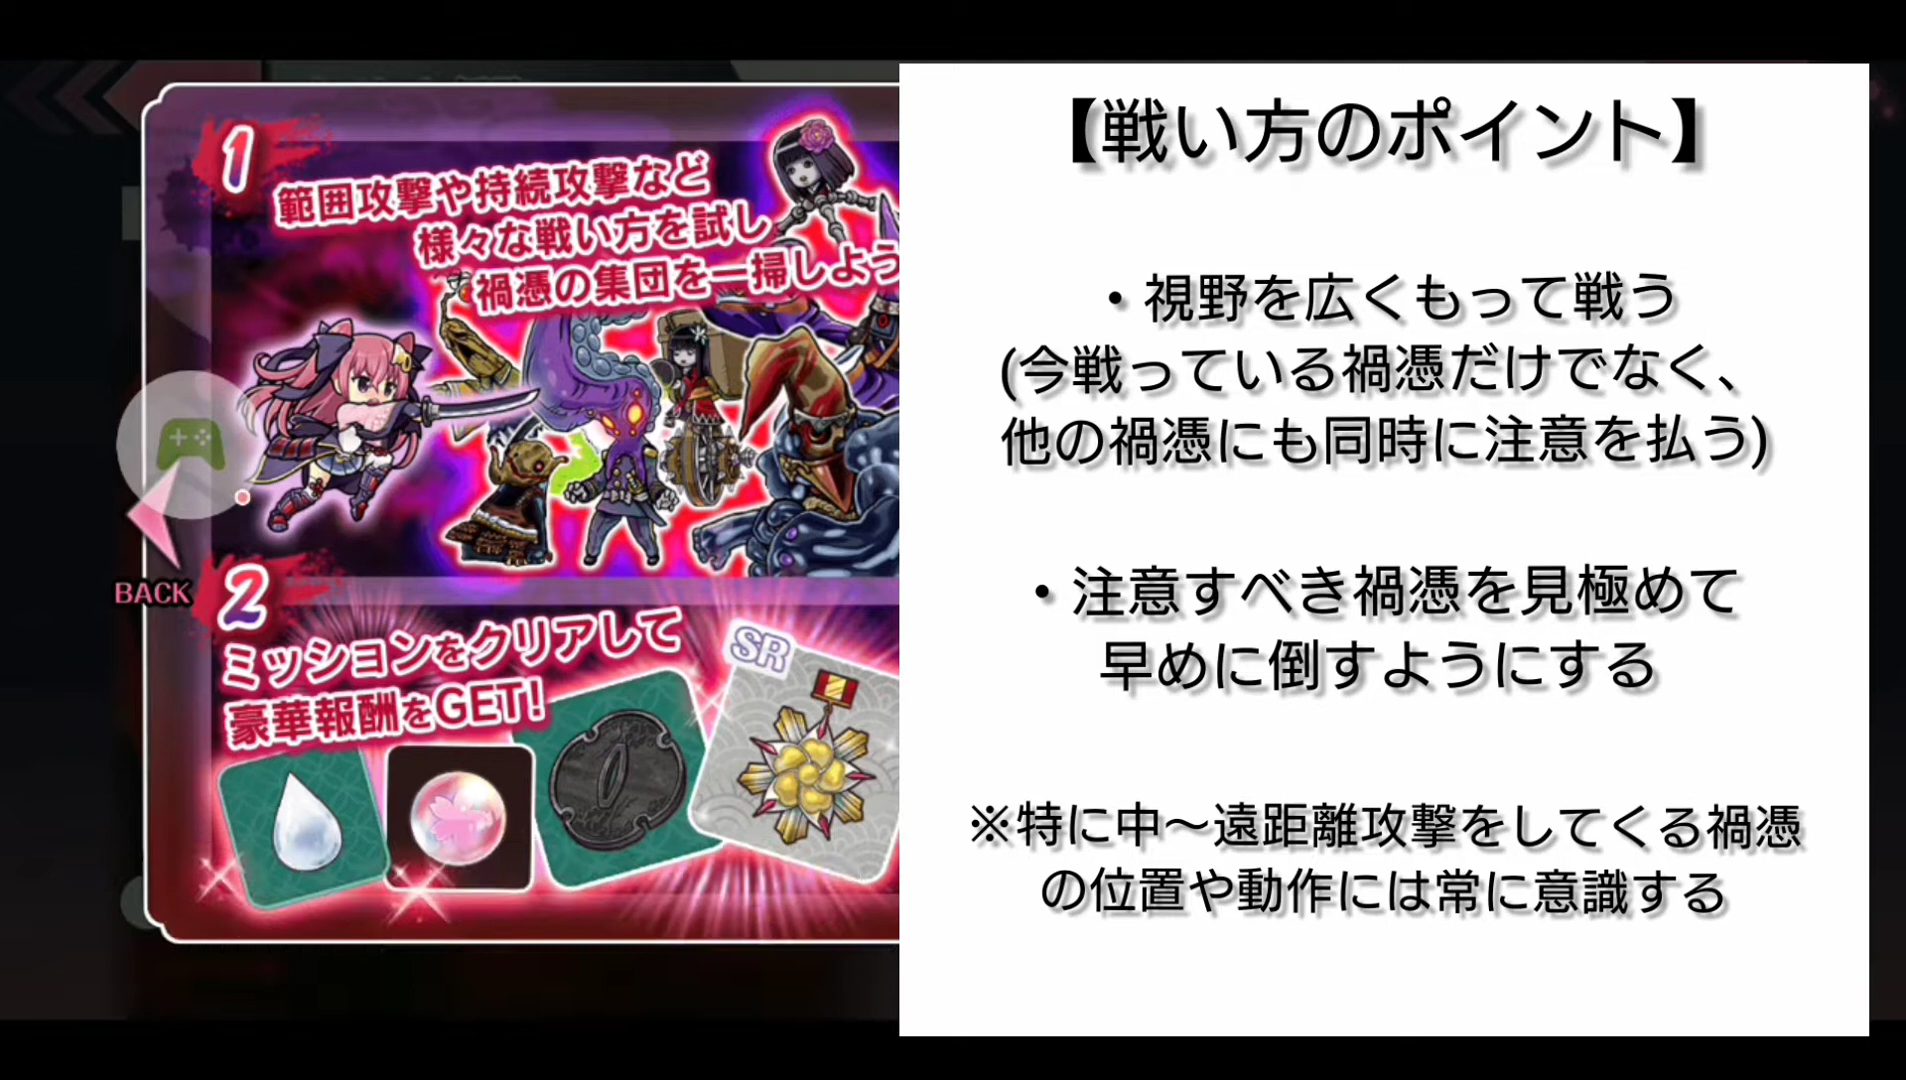 1
範囲攻撃や持続攻撃など
様々な戦い方を試し
禍憑の集団を一掃しよう
BACK
2
ミッションをクリアして
豪華報酬をGET!
SR
【戦い方のポイント】
・視野を広くもって戦う
(今戦っている禍憑だけでなく、
他の禍憑にも同時に注意を払う)
・注意すべき禍憑を見極めて
早めに倒すようにする
※特に中～遠距離攻撃をしてくる禍憑
の位置や動作には常に意識する